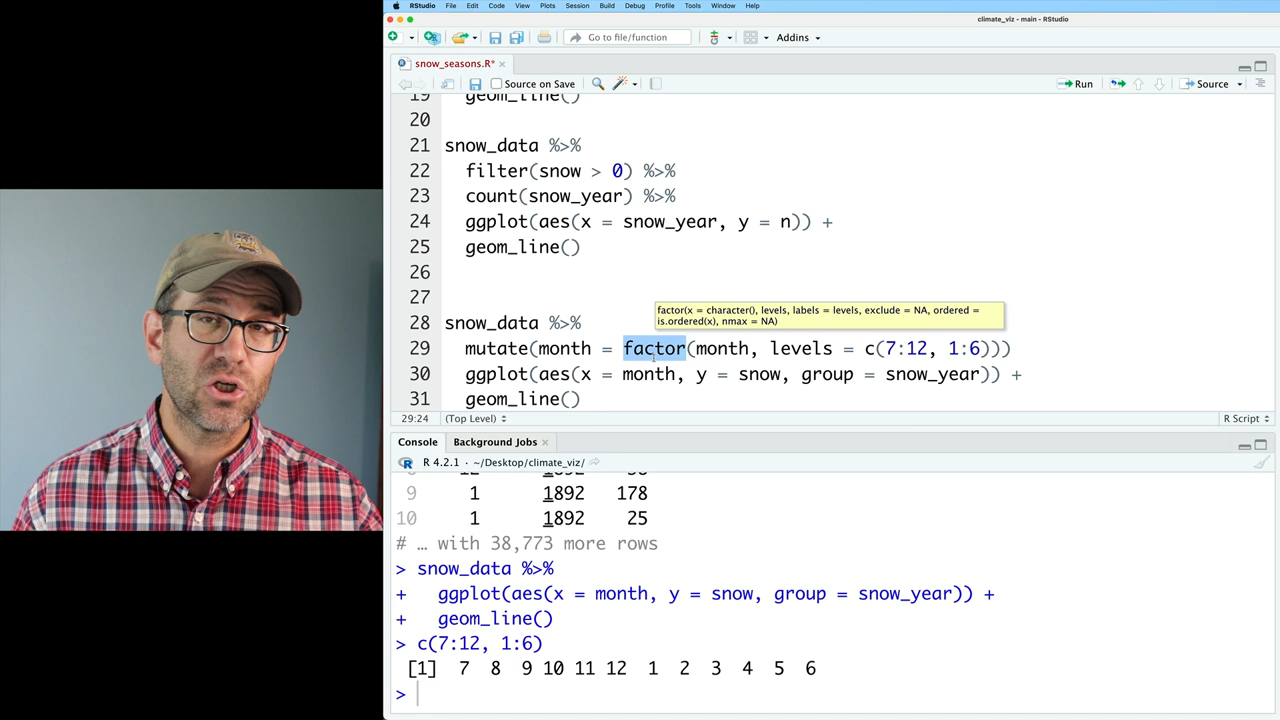 RStudio File Edit Code View Plots Session Build Debug Profile Tools Window Help
climate_viz - main - RStudio
Go to file/function Addins
snow_seasons.R*
Source on Save Run Source
19 geom_line()
20
21 snow_data %>%
22 filter(snow > 0) %>%
23 count(snow_year) %>%
24 ggplot(aes(x = snow_year, y = n)) +
25 geom_line()
26
27
factor(x = character(), levels, labels = levels, exclude = NA, ordered =
is.ordered(x), nmax = NA)
28 snow_data %>%
29 mutate(month = factor(month, levels = c(7:12, 1:6)))
30 ggplot(aes(x = month, y = snow, group = snow_year)) +
31 geom_line()
29:24 (Top Level) R Script
Console Background Jobs
R 4.2.1 · ~/Desktop/climate_viz/
9 1 1892 178
10 1 1892 25
# … with 38,773 more rows
> snow_data %>%
+ ggplot(aes(x = month, y = snow, group = snow_year)) +
+ geom_line()
> c(7:12, 1:6)
[1] 7 8 9 10 11 12 1 2 3 4 5 6
>